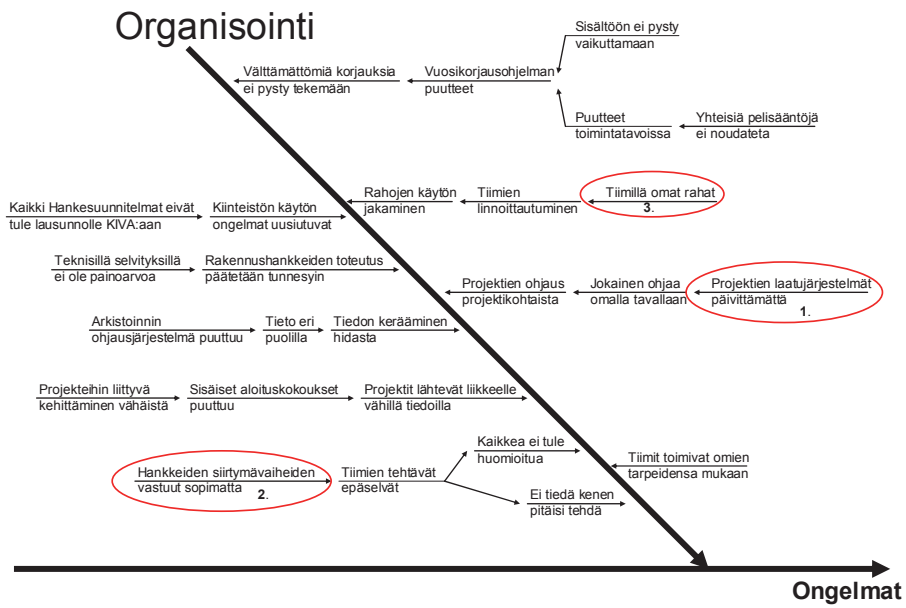 Organisointi
Sisältöön ei pysty
vaikuttamaan
Välttämättömiä korjauksia
ei pysty tekemään
Vuosikorjausohjelman
puutteet
Puutteet
toimintatavoissa
Yhteisiä pelisääntöjä
ei noudateta
Rahojen käytön
jakaminen
Tiimien
linnoittautuminen
Tiimillä omat rahat
3.
Kaikki Hankesuunnitelmat eivät
tule lausunnolle KIVA:aan
Kiinteistön käytön
ongelmat uusiutuvat
Teknisillä selvityksillä
ei ole painoarvoa
Rakennushankkeiden toteutus
päätetään tunnesyin
Projektien ohjaus
projektikohtaista
Jokainen ohjaa
omalla tavallaan
Projektien laatujärjestelmät
päivittämättä
1.
Arkistoinnin
ohjausjärjestelmä puuttuu
Tieto eri
puolilla
Tiedon kerääminen
hidasta
Projekteihin liittyvä
kehittäminen vähäistä
Sisäiset aloituskokoukset
puuttuu
Projektit lähtevät liikkeelle
vähillä tiedoilla
Kaikkea ei tule
huomioitua
Tiimit toimivat omien
tarpeidensa mukaan
Hankkeiden siirtymävaiheiden
vastuut sopimatta
2.
Tiimien tehtävät
epäselvät
Ei tiedä kenen
pitäisi tehdä
Ongelmat